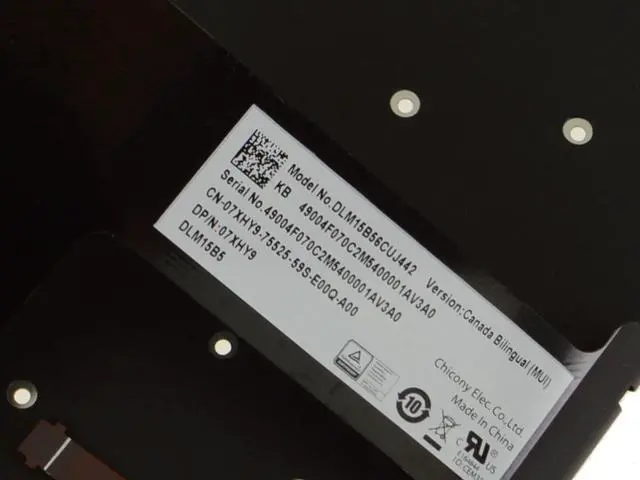 Model No.DLM15B56CUJ442 Version:Canada Bilingual (MUI)
KB 49004F070C2M5400001AV3A0
Serial No.49004F070C2M5400001AV3A0
CN-07XHY9-75525-59S-E00Q-A00
DP/N:07XHY9
DLM15B5
Chicony Elec. Co.,Ltd.
Made In China
10
C US